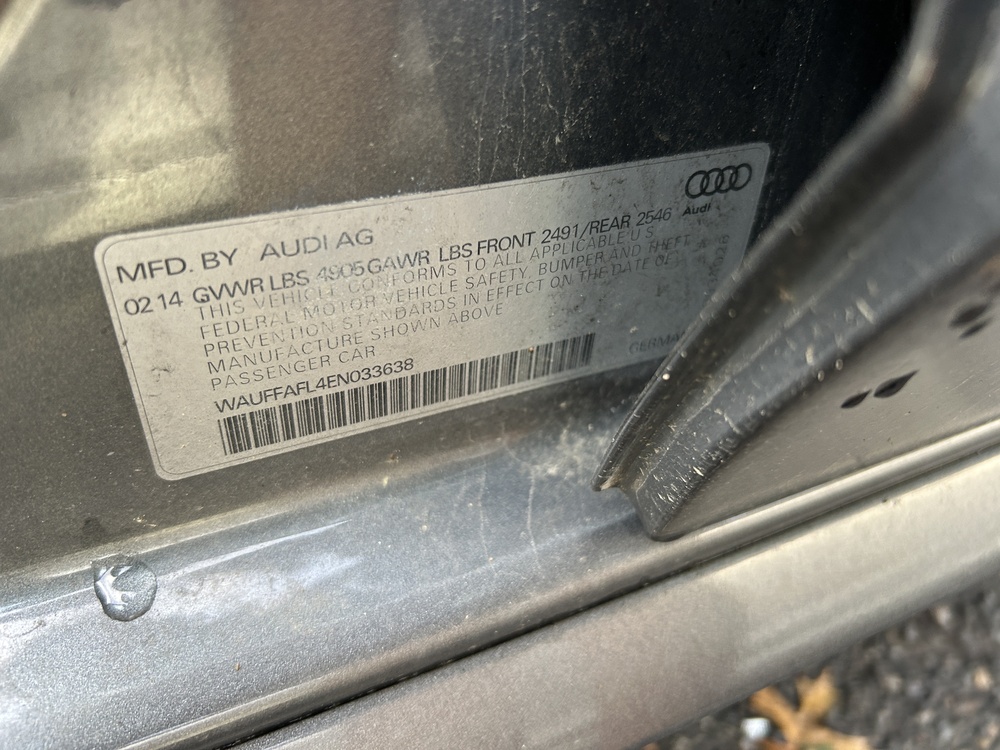 Audi
MFD. BY AUDI AG
02 14 GVWR LBS 4905 GAWR LBS FRONT 2491/REAR 2546
THIS VEHICLE CONFORMS TO ALL APPLICABLE U S
FEDERAL MOTOR VEHICLE SAFETY, BUMPER AND THEFT
PREVENTION STANDARDS IN EFFECT ON THE DATE OF
MANUFACTURE SHOWN ABOVE
PASSENGER CAR
WAUFFAFL4EN033638